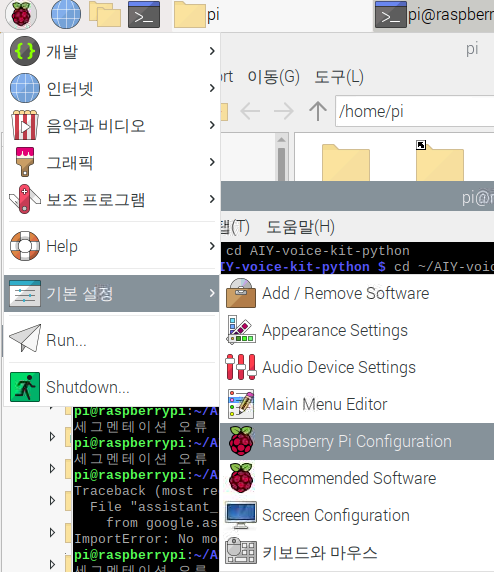 pi
pi@raspberr
pi
이동(G) 도구(L)
/home/pi
개발
인터넷
음악과 비디오
그래픽
보조 프로그램
Help
기본 설정
Run...
Shutdown...
pi@r
탭(T) 도움말(H)
cd AIY-voice-kit-python
IY-voice-kit-python $ cd ~/AIY-voic
Add / Remove Software
Appearance Settings
Audio Device Settings
Main Menu Editor
Raspberry Pi Configuration
Recommended Software
Screen Configuration
키보드와 마우스
pi@raspberrypi:~/A
세그멘테이션 오류
pi@raspberrypi:~/A
세그멘테이션 오류
pi@raspberrypi:~/A
Traceback (most re
File "assistant_
from google.as
ImportError: No mo
pi@raspberrypi:~/A
세그멘테이션 오류